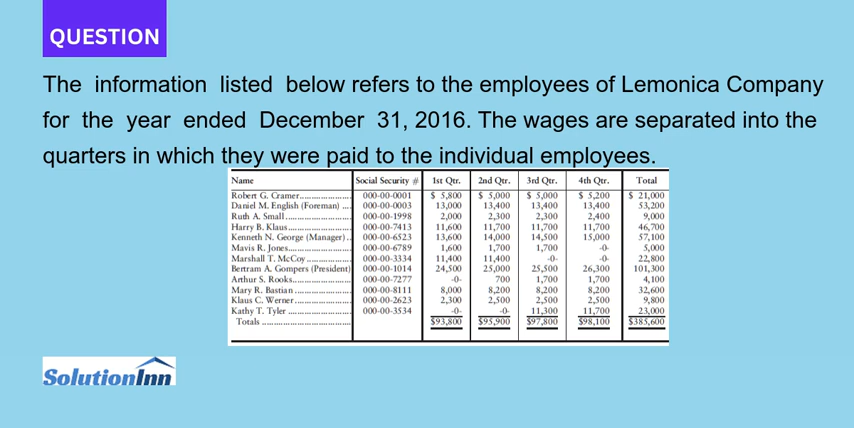 QUESTION
The information listed below refers to the employees of Lemonica Company
for the year ended December 31, 2016. The wages are separated into the
quarters in which they were paid to the individual employees.
Name Social Security # 1st Qtr. 2nd Qtr. 3rd Qtr. 4th Qtr. Total
Robert G. Cramer..................... 000-00-0001 $ 5,800 $ 5,000 $ 5,000 $ 5,200 $ 21,000
Daniel M. English (Foreman) .... 000-00-0003 13,000 13,400 13,400 13,400 53,200
Ruth A. Small........................... 000-00-1998 2,000 2,300 2,300 2,400 9,000
Harry B. Klaus.......................... 000-00-7413 11,600 11,700 11,700 11,700 46,700
Kenneth N. George (Manager).. 000-00-6523 13,600 14,000 14,500 15,000 57,100
Mavis R. Jones.......................... 000-00-6789 1,600 1,700 1,700 -0- 5,000
Marshall T. McCoy .................. 000-00-3334 11,400 11,400 -0- -0- 22,800
Bertram A. Gompers (President) 000-00-1014 24,500 25,000 25,500 26,300 101,300
Arthur S. Rooks........................ 000-00-7277 -0- 700 1,700 1,700 4,100
Mary R. Bastian ....................... 000-00-8111 8,000 8,200 8,200 8,200 32,600
Klaus C. Werner....................... 000-00-2623 2,300 2,500 2,500 2,500 9,800
Kathy T. Tyler ......................... 000-00-3534 -0- -0- 11,300 11,700 23,000
Totals ................................... $93,800 $95,900 $97,800 $98,100 $385,600
SolutionInn